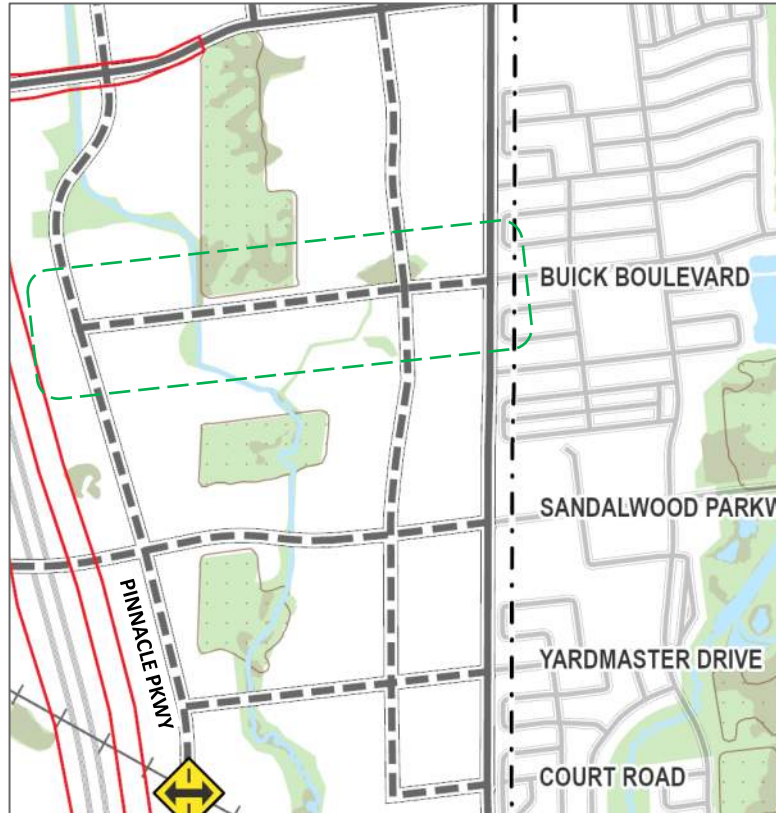 BUICK BOULEVARD
SANDALWOOD PARKW
PINNACLE PKWY
YARDMASTER DRIVE
COURT ROAD